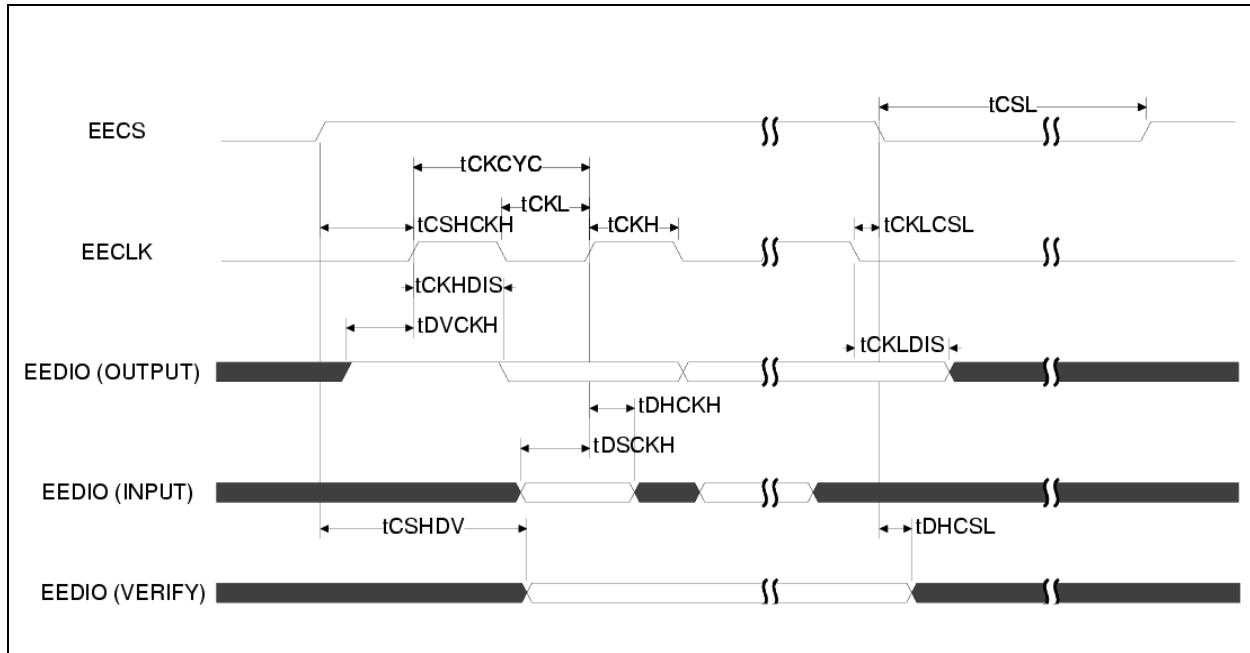 tCSL
EECS
tCKCYC
tCKL
tCSHCKH
tCKH
tCKLCSL
EECLK
tCKHDIS
tDVCKH
tCKLDIS
EEDIO (OUTPUT)
tDHCKH
tDSCKH
EEDIO (INPUT)
tCSHDV
tDHCSL
EEDIO (VERIFY)